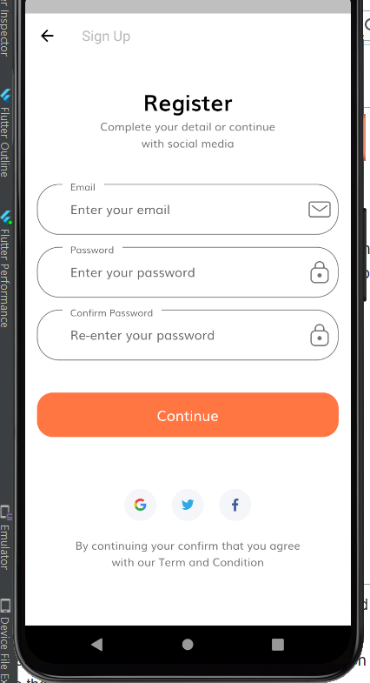 Sign Up
Register
Complete your detail or continue
with social media
Email
Enter your email
Password
Enter your password
Confirm Password
Re-enter your password
Continue
By continuing your confirm that you agree
with our Term and Condition
Inspector
Flutter Outline
Flutter Performance
Emulator
Device File